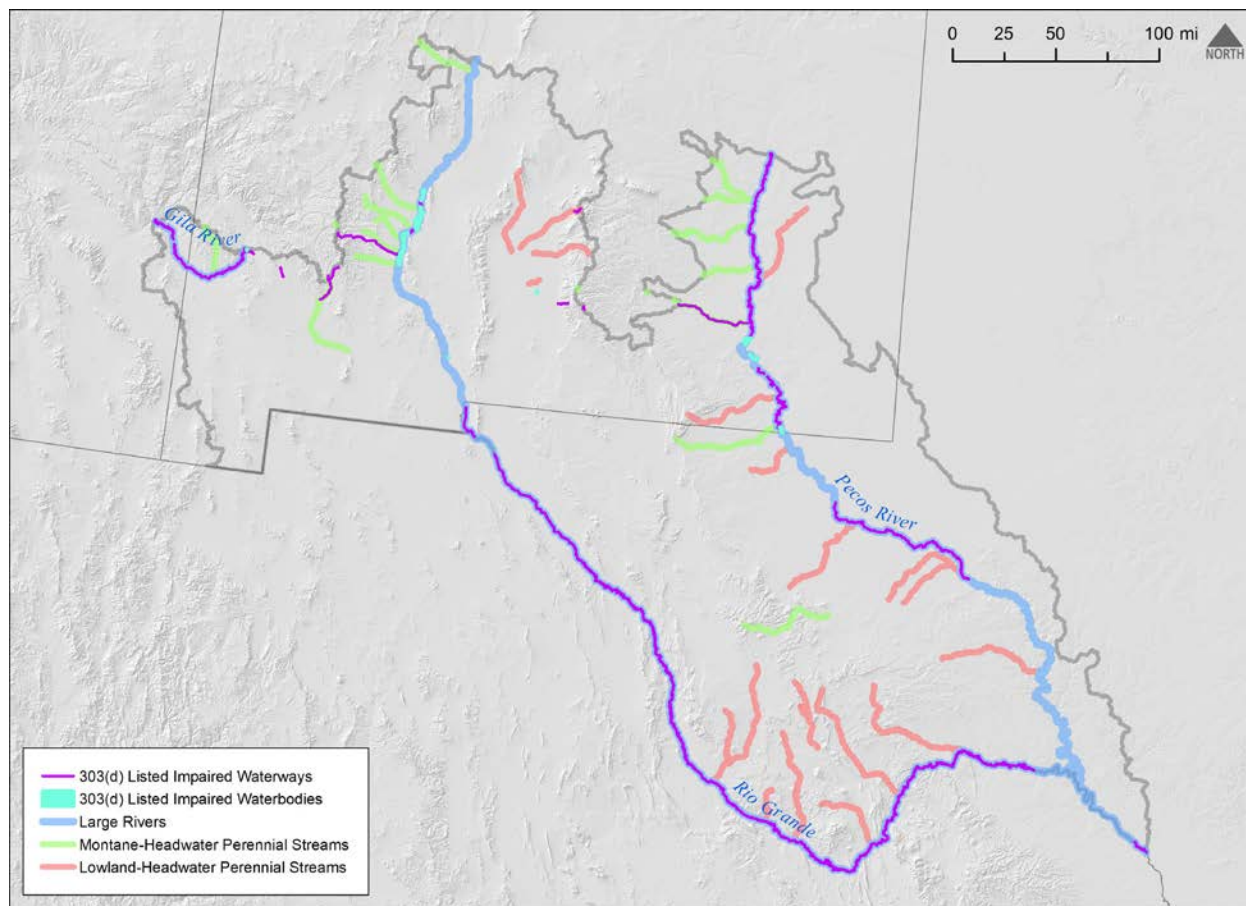 0 25 50 100 mi
NORTH
Gila River
Pecos River
Rio Grande
303(d) Listed Impaired Waterways
303(d) Listed Impaired Waterbodies
Large Rivers
Montane-Headwater Perennial Streams
Lowland-Headwater Perennial Streams